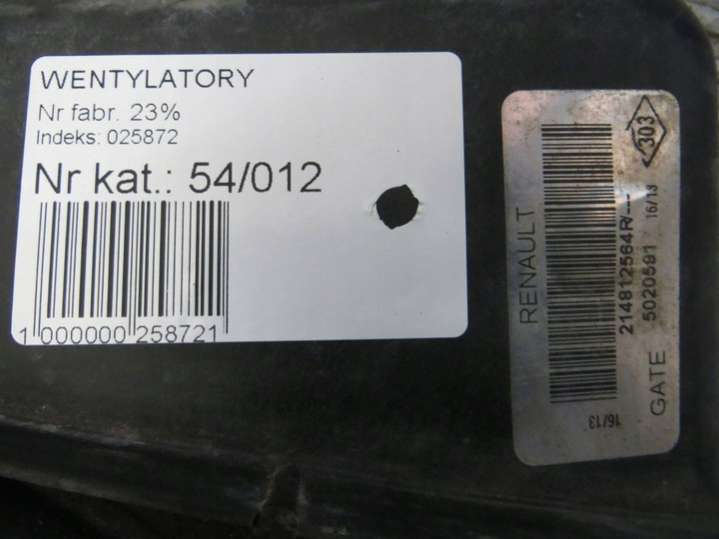 WENTYLATORY
Nr fabr. 23%
Indeks: 025872
Nr kat.: 54/012
1 000000 258721
RENAULT
214812564R/---
GATE 5020591 16/13
303
16/13